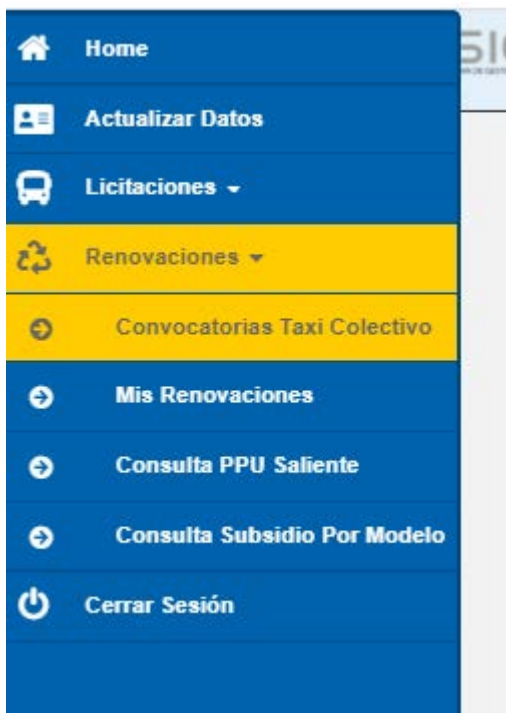 Home
Actualizar Datos
Licitaciones
Renovaciones
Convocatorias Taxi Colectivo
Mis Renovaciones
Consulta PPU Saliente
Consulta Subsidio Por Modelo
Cerrar Sesión